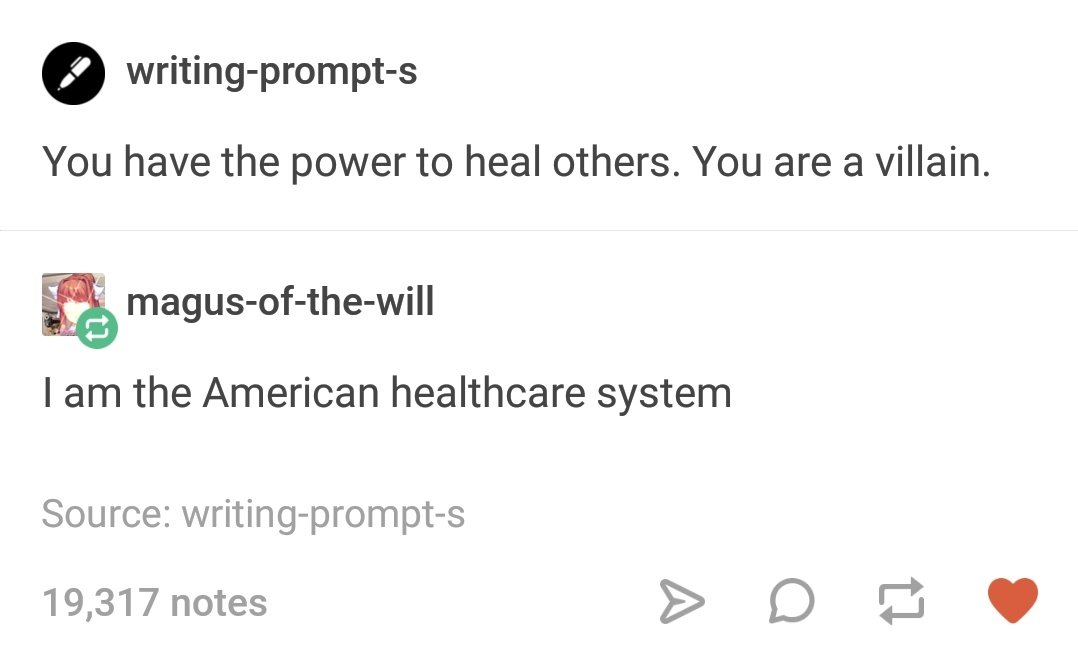 writing-prompt-s
You have the power to heal others. You are a villain.
magus-of-the-will
I am the American healthcare system
Source: writing-prompt-s
19,317 notes